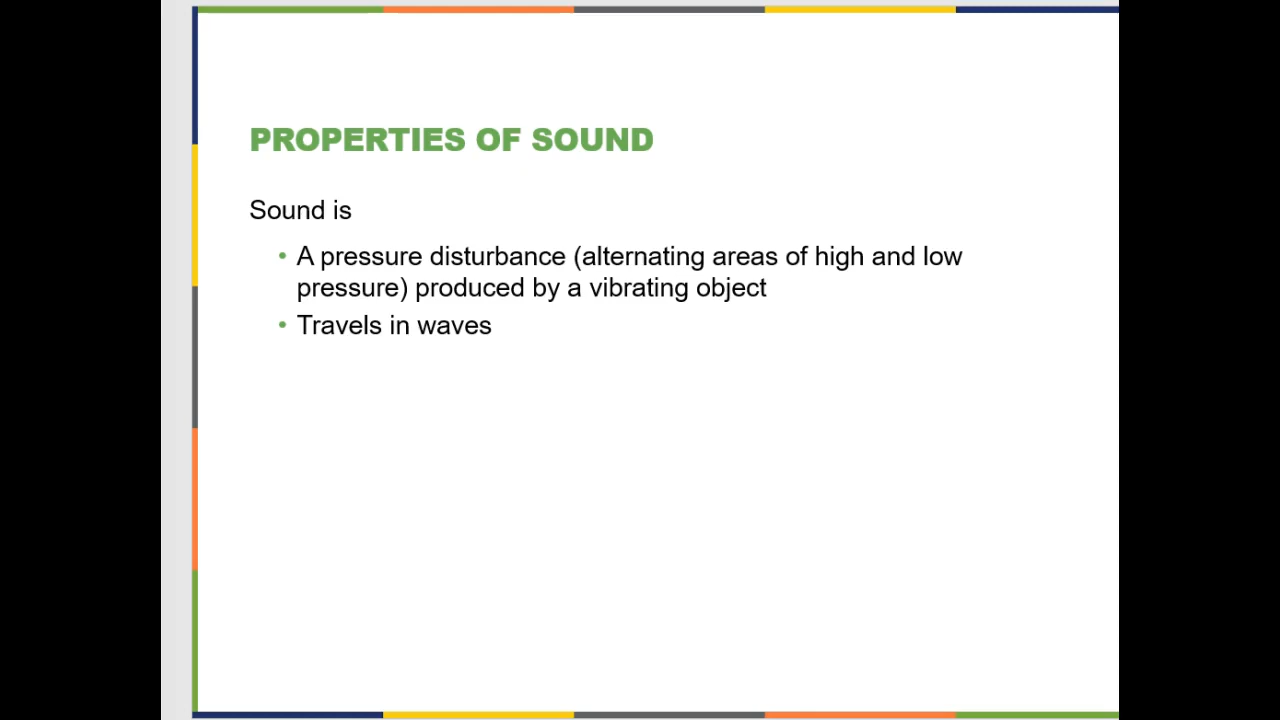 PROPERTIES OF SOUND
Sound is
• A pressure disturbance (alternating areas of high and low
pressure) produced by a vibrating object
• Travels in waves